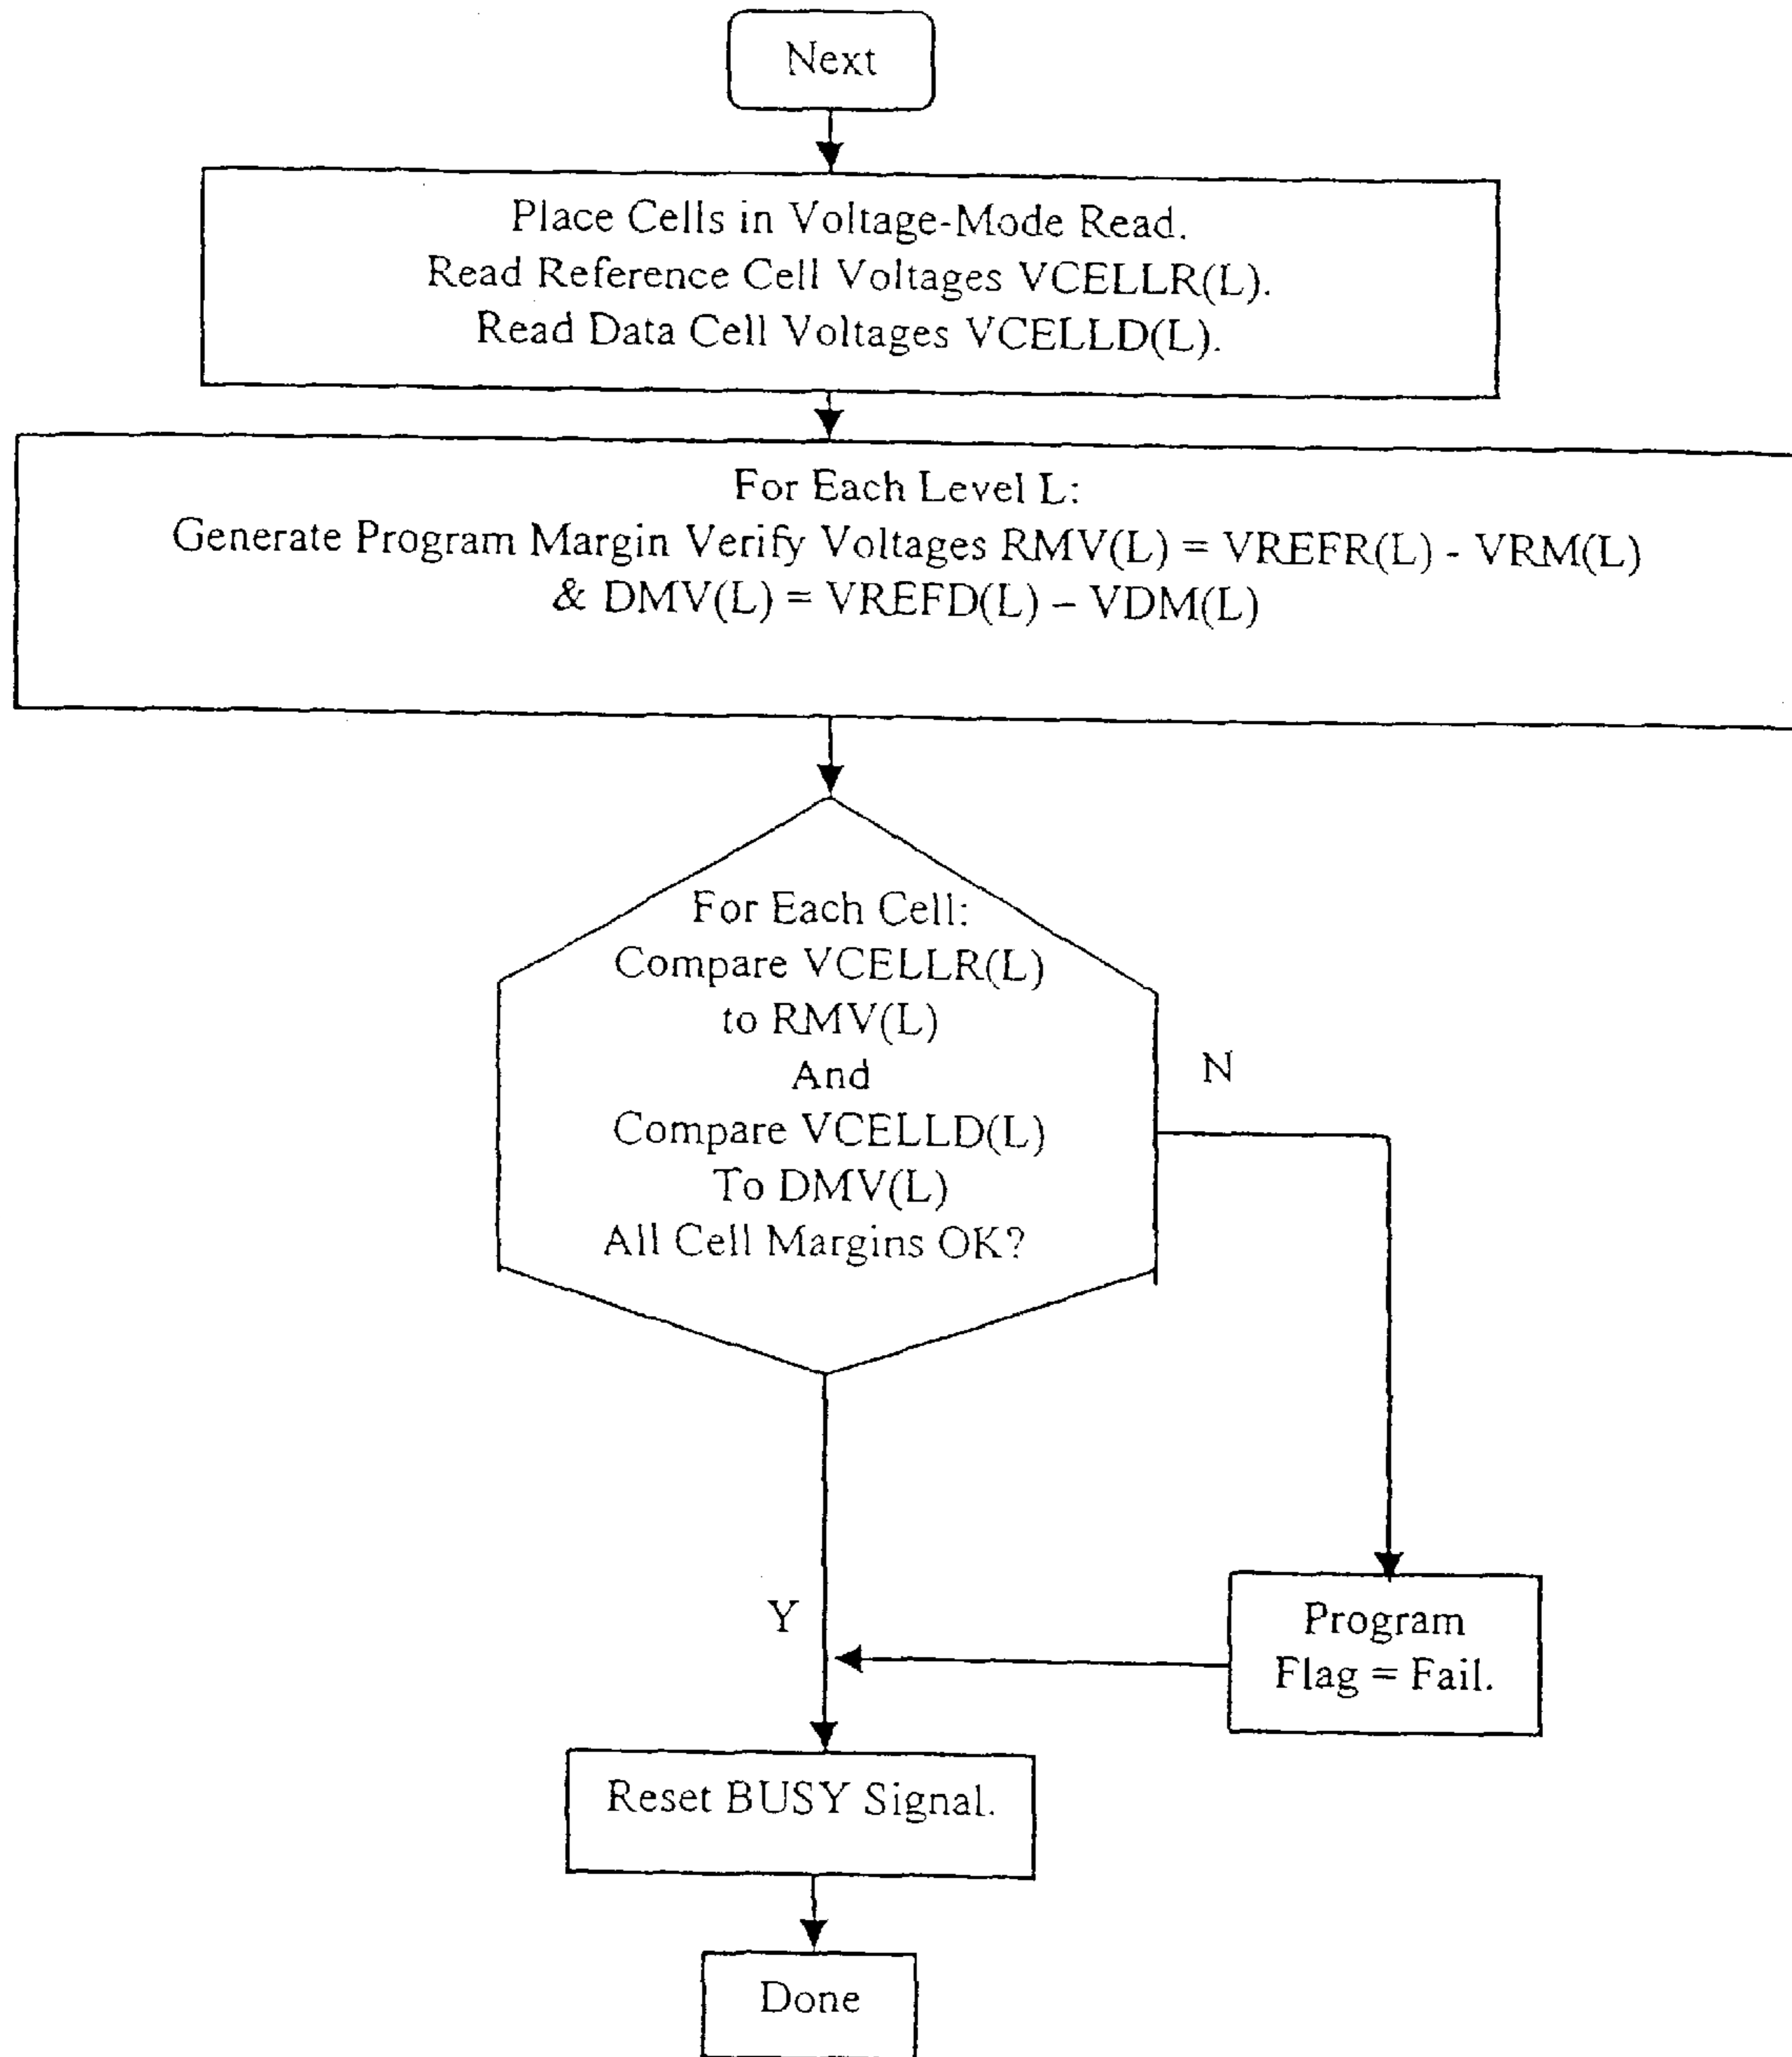 Next
Place Cells in Voltage-Mode Read.
Read Reference Cell Voltages VCELLR(L).
Read Data Cell Voltages VCELLD(L).
For Each Level L:
Generate Program Margin Verify Voltages RMV(L) = VREFR(L) - VRM(L)
& DMV(L) = VREFD(L) – VDM(L)
For Each Cell:
Compare VCELLR(L)
to RMV(L)
And
Compare VCELLD(L)
To DMV(L)
All Cell Margins OK?
N
Y
Program
Flag = Fail.
Reset BUSY Signal.
Done